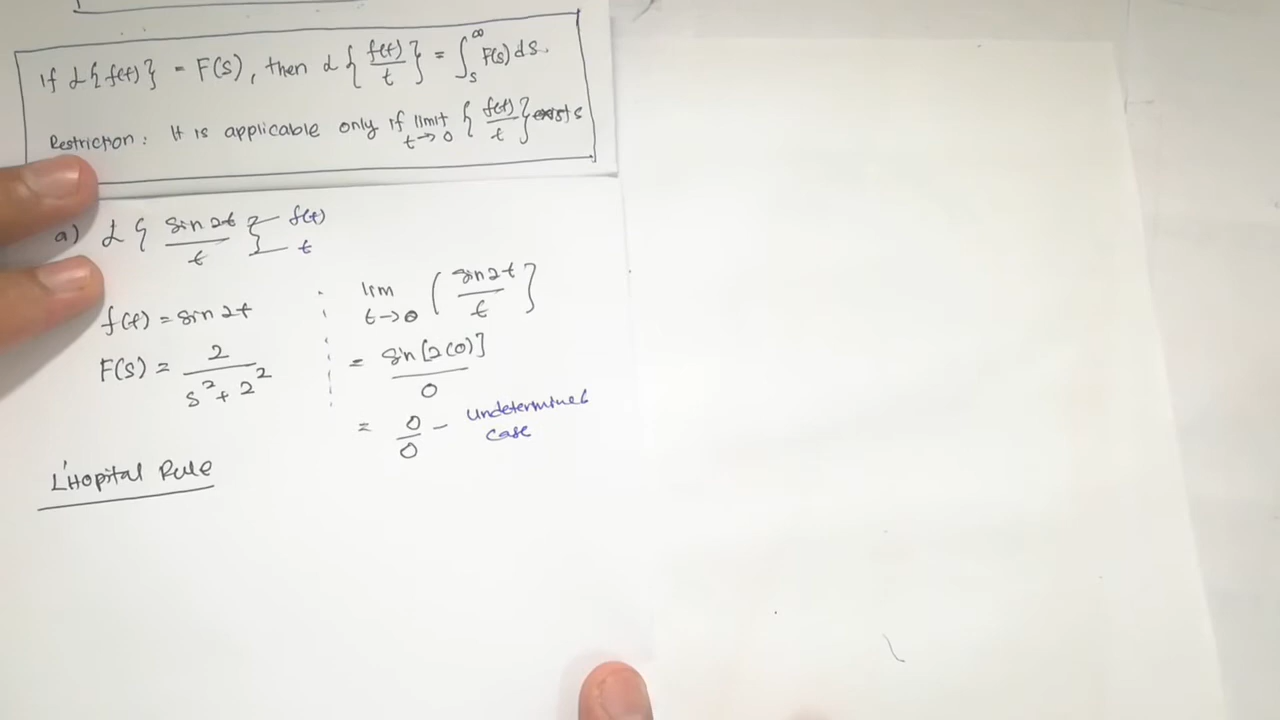 If ℒ{f(t)} = F(s), then ℒ{f(t)/t} = ∫_s^∞ F(s) ds.
Restriction: It is applicable only if limit t→0 {f(t)/t} exists
a) ℒ{sin 2t / t} f(t) t
f(t) = sin 2t
F(s) = 2/(s² + 2²)
lim t→0 (sin 2t / t)
= sin[2(0)] / 0
= 0/0 - undetermined
case
L'Hopital Rule